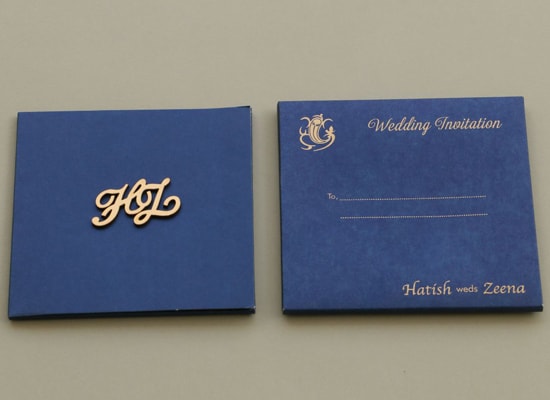 HZ
Wedding Invitation
To, ........................................
........................................
Hatish weds Zeena